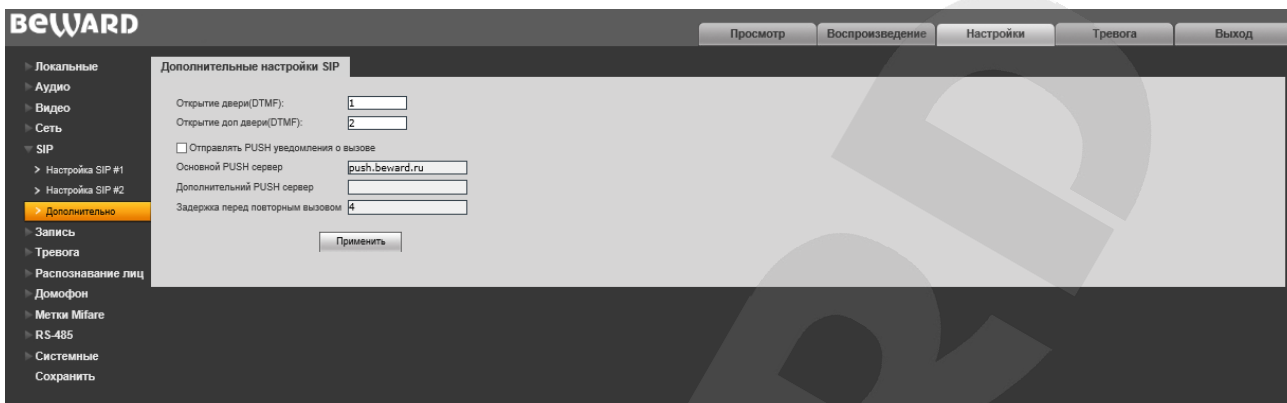 BEWARD
Просмотр
Воспроизведение
Настройки
Тревога
Выход
Локальные
Аудио
Видео
Сеть
SIP
Настройка SIP #1
Настройка SIP #2
Дополнительно
Запись
Тревога
Распознавание лиц
Домофон
Метки Mifare
RS-485
Системные
Сохранить
Дополнительные настройки SIP
Открытие двери(DTMF): 1
Открытие доп двери(DTMF): 2
Отправлять PUSH уведомления о вызове
Основной PUSH сервер push.beward.ru
Дополнительний PUSH сервер
Задержка перед повторным вызовом 4
Применить